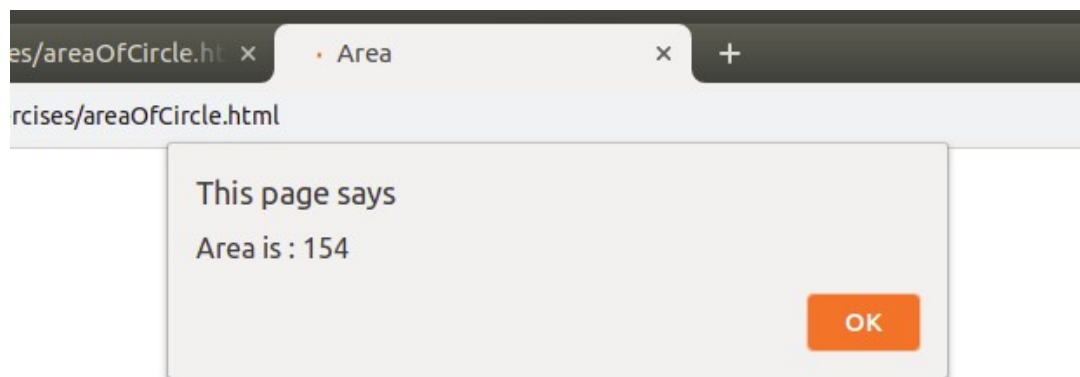 es/areaOfCircle.ht
Area
rcises/areaOfCircle.html
This page says
Area is : 154
OK